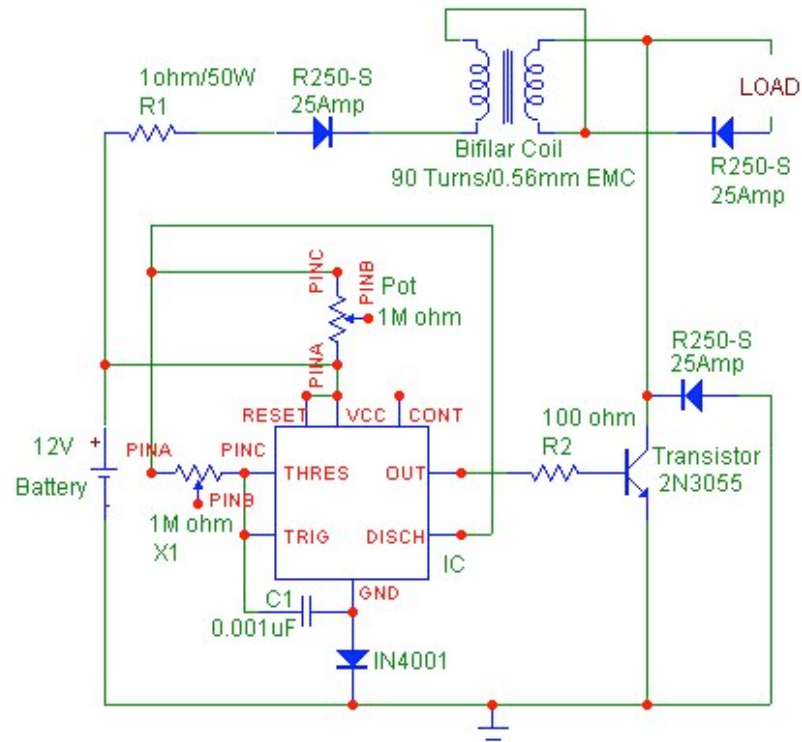 1ohm/50W
R1
R250-S
25Amp
LOAD
Bifilar Coil
90 Turns/0.56mm EMC
R250-S
25Amp
PINC
PINB
Pot
1M ohm
PINA
R250-S
25Amp
RESET
VCC
CONT
100 ohm
R2
12V
+
Battery
-
PINA
PINC
THRES
OUT
Transistor
2N3055
PINB
1M ohm
X1
TRIG
DISCH
IC
GND
C1
0.001uF
IN4001